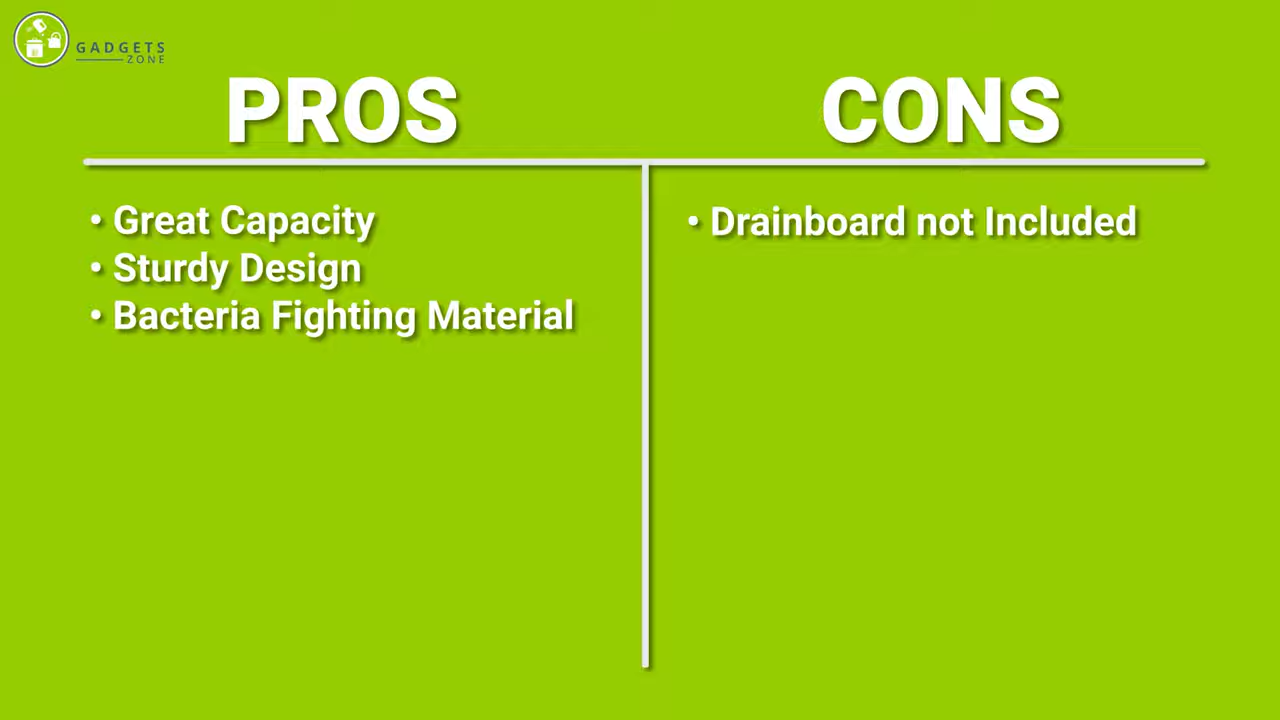 GADGETS
ZONE
PROS
CONS
• Great Capacity
• Sturdy Design
• Bacteria Fighting Material
• Drainboard not Included